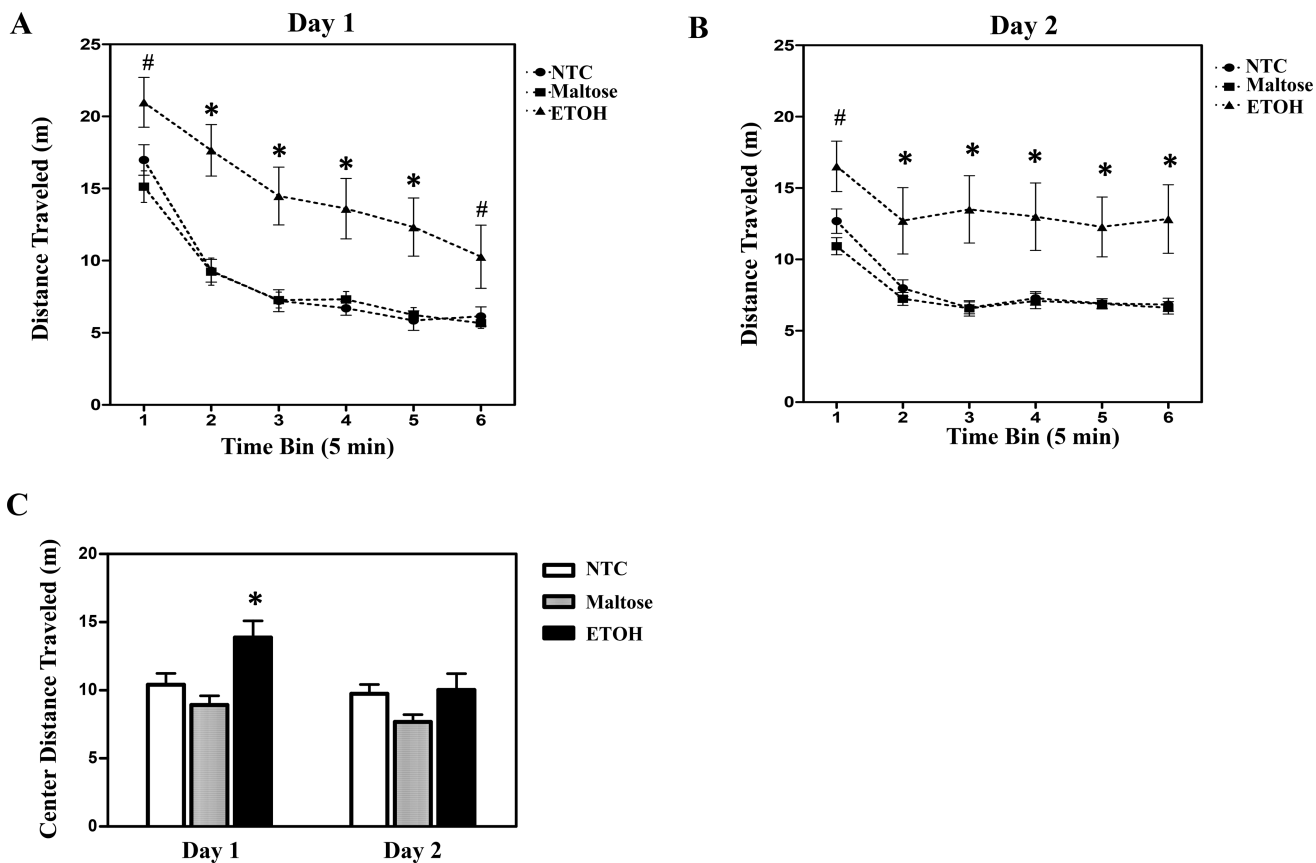 A
Day 1
25
20
15
10
5
0
Distance Traveled (m)
# * * * * #
NTC
Maltose
ETOH
1 2 3 4 5 6
Time Bin (5 min)
B
Day 2
25
20
15
10
5
0
Distance Traveled (m)
# * * * * *
NTC
Maltose
ETOH
1 2 3 4 5 6
Time Bin (5 min)
C
20
15
10
5
0
Center Distance Traveled (m)
*
NTC
Maltose
ETOH
Day 1 Day 2